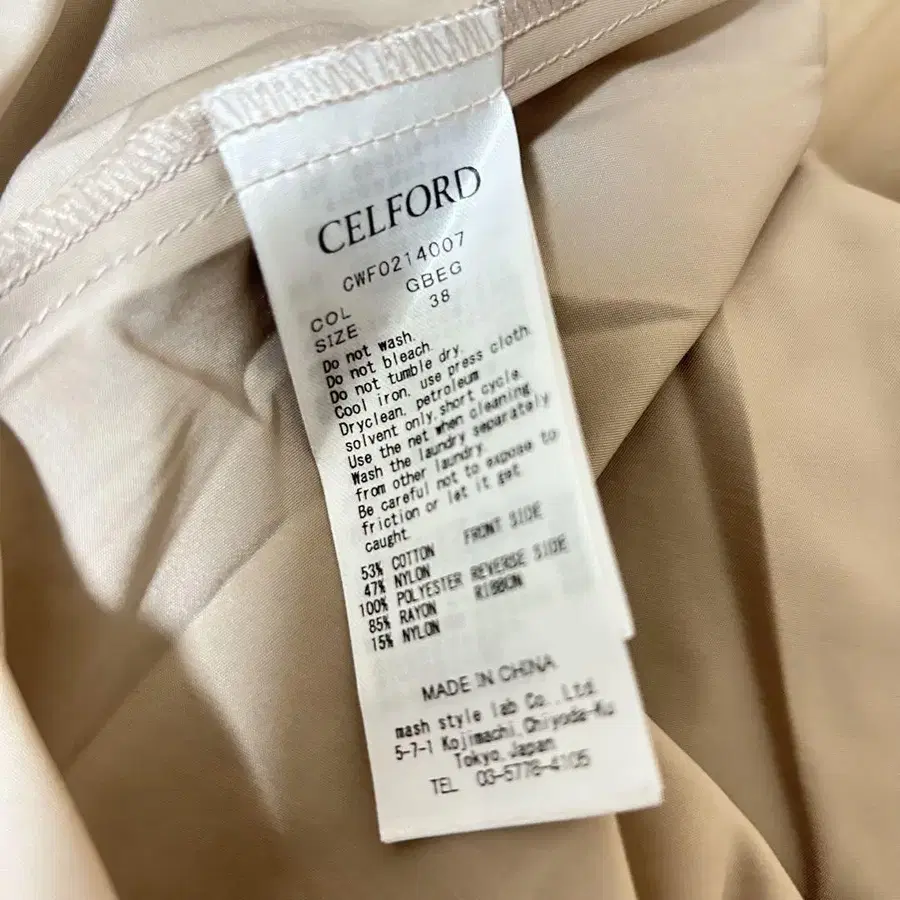 CELFORD
CWF0214007
COL GBEG
SIZE 38
Do not wash.
Do not bleach.
Do not tumble dry.
Cool iron, use press cloth.
Dryclean, petroleum
solvent only, short cycle.
Use the net when cleaning.
Wash the laundry separately
from other laundry.
Be careful not to expose to
friction or let it get
caught.
53% COTTON FRONT SIDE
47% NYLON
100% POLYESTER REVERSE SIDE
85% RAYON RIBBON
15% NYLON
MADE IN CHINA
mash style lab Co.,Ltd.
5-7-1 Kojimachi, Chiyoda-Ku
Tokyo, Japan
TEL 03-5778-4105